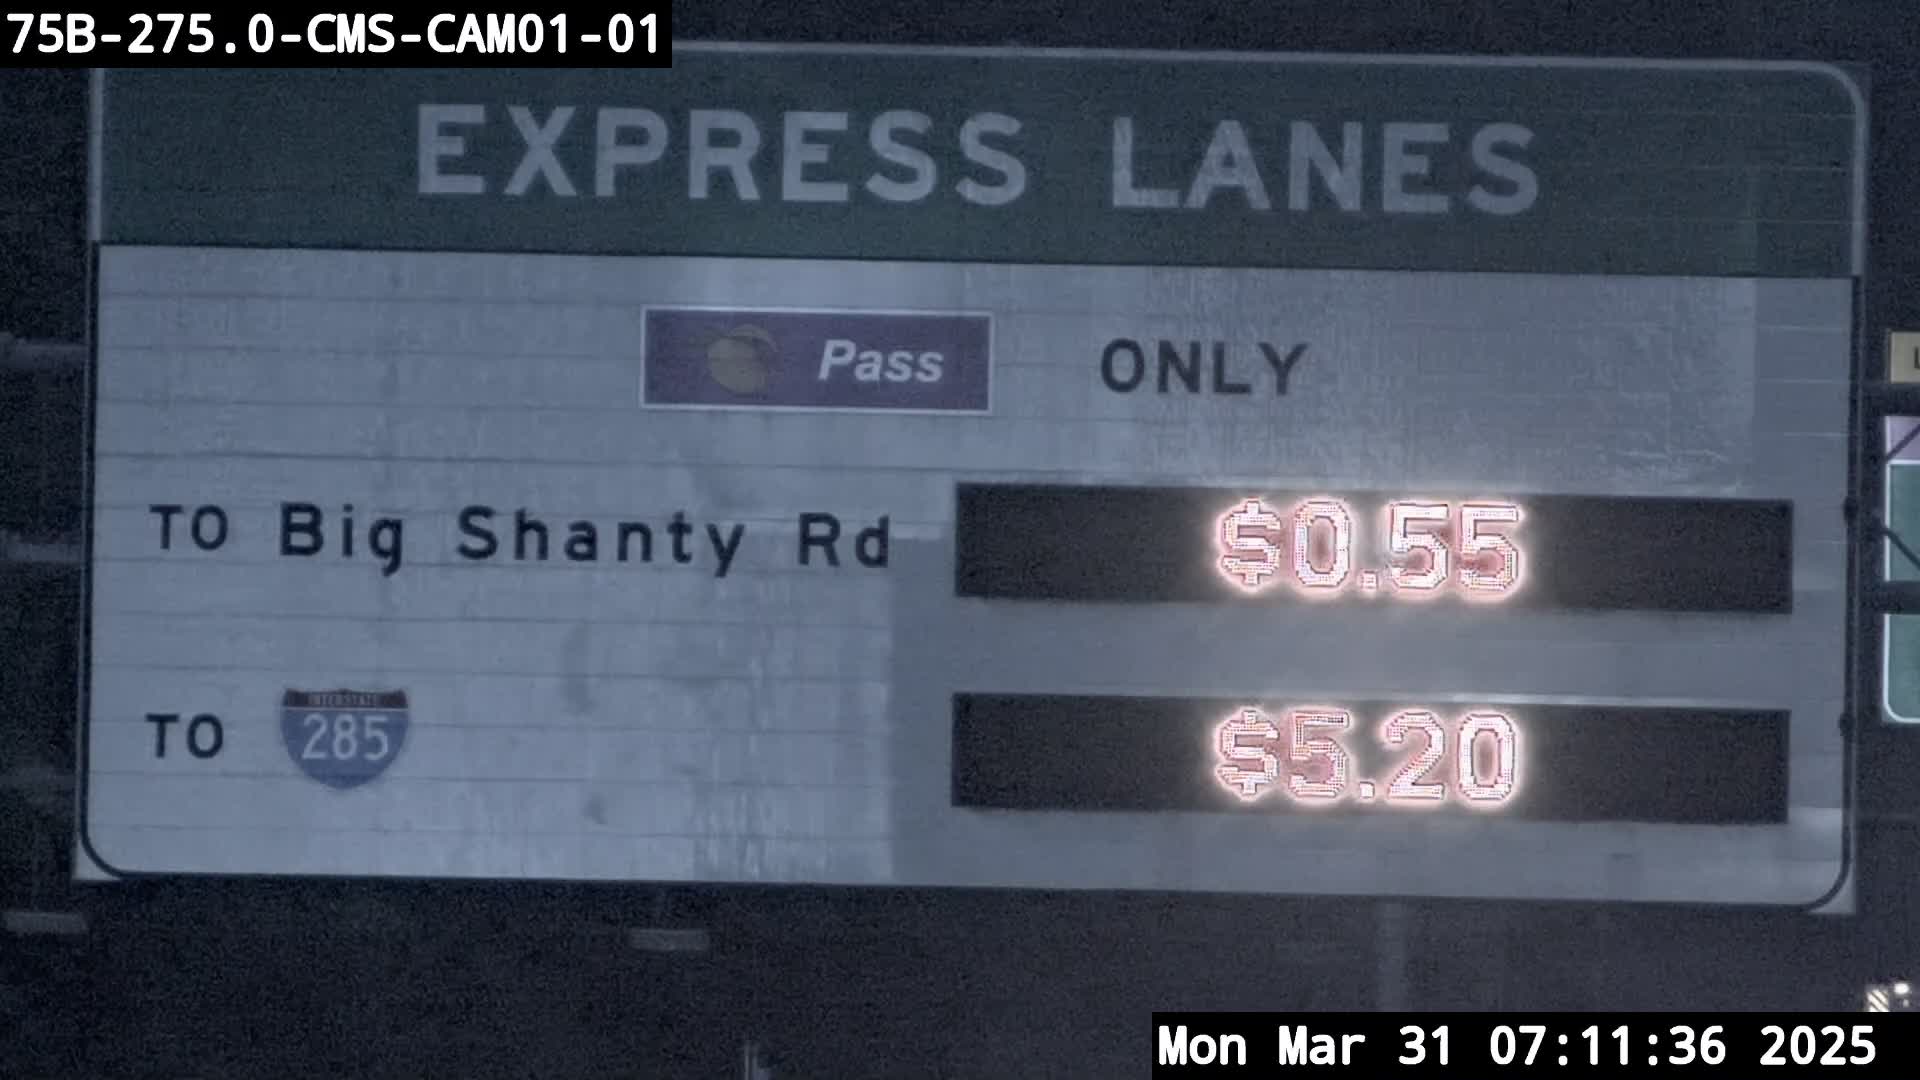 75B-275.0-CMS-CAM01-01
EXPRESS LANES
Pass ONLY
TO Big Shanty Rd $0.55
TO INTERSTATE 285 $5.20
Mon Mar 31 07:11:36 2025